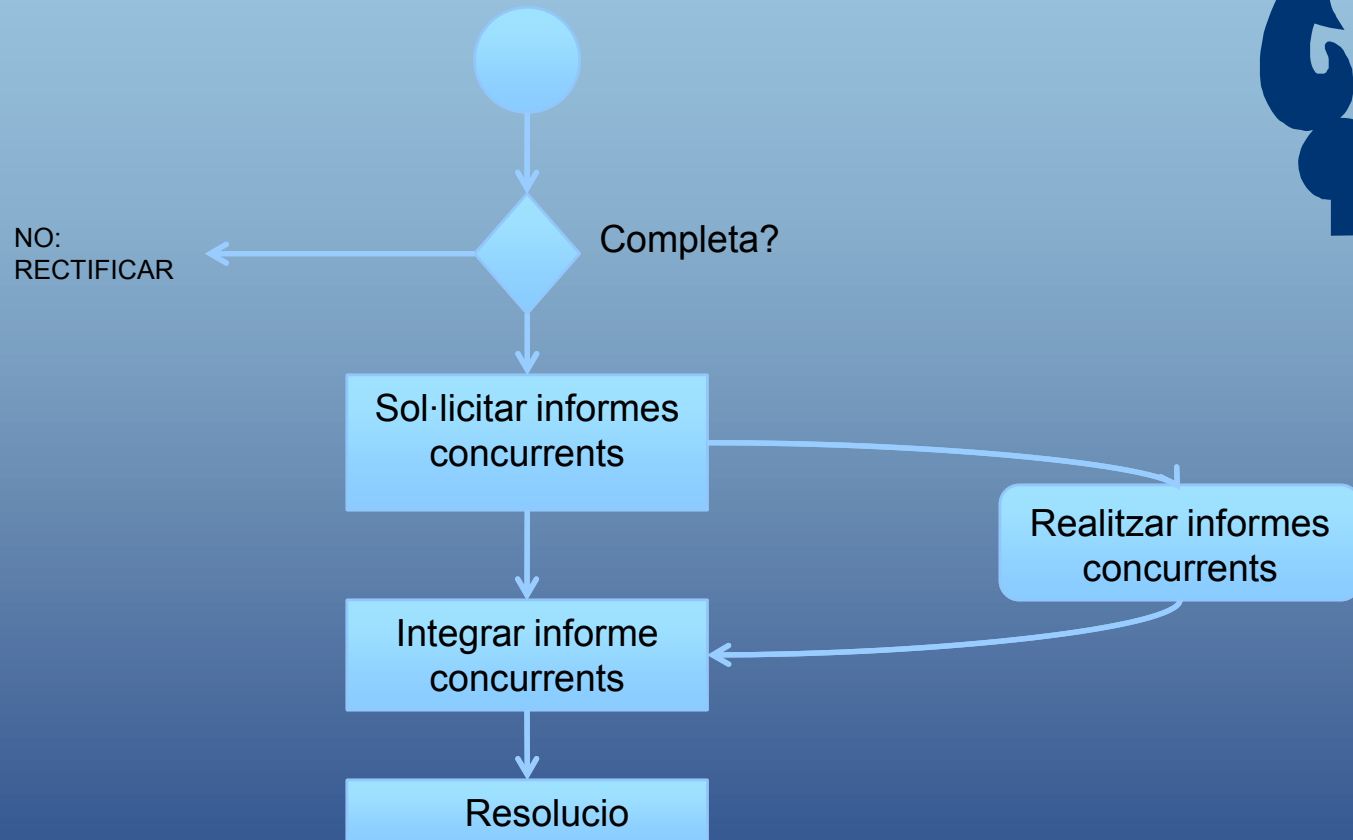 Completa?
NO:
RECTIFICAR
Sol·licitar informes
concurrents
Realitzar informes
concurrents
Integrar informe
concurrents
Resolucio